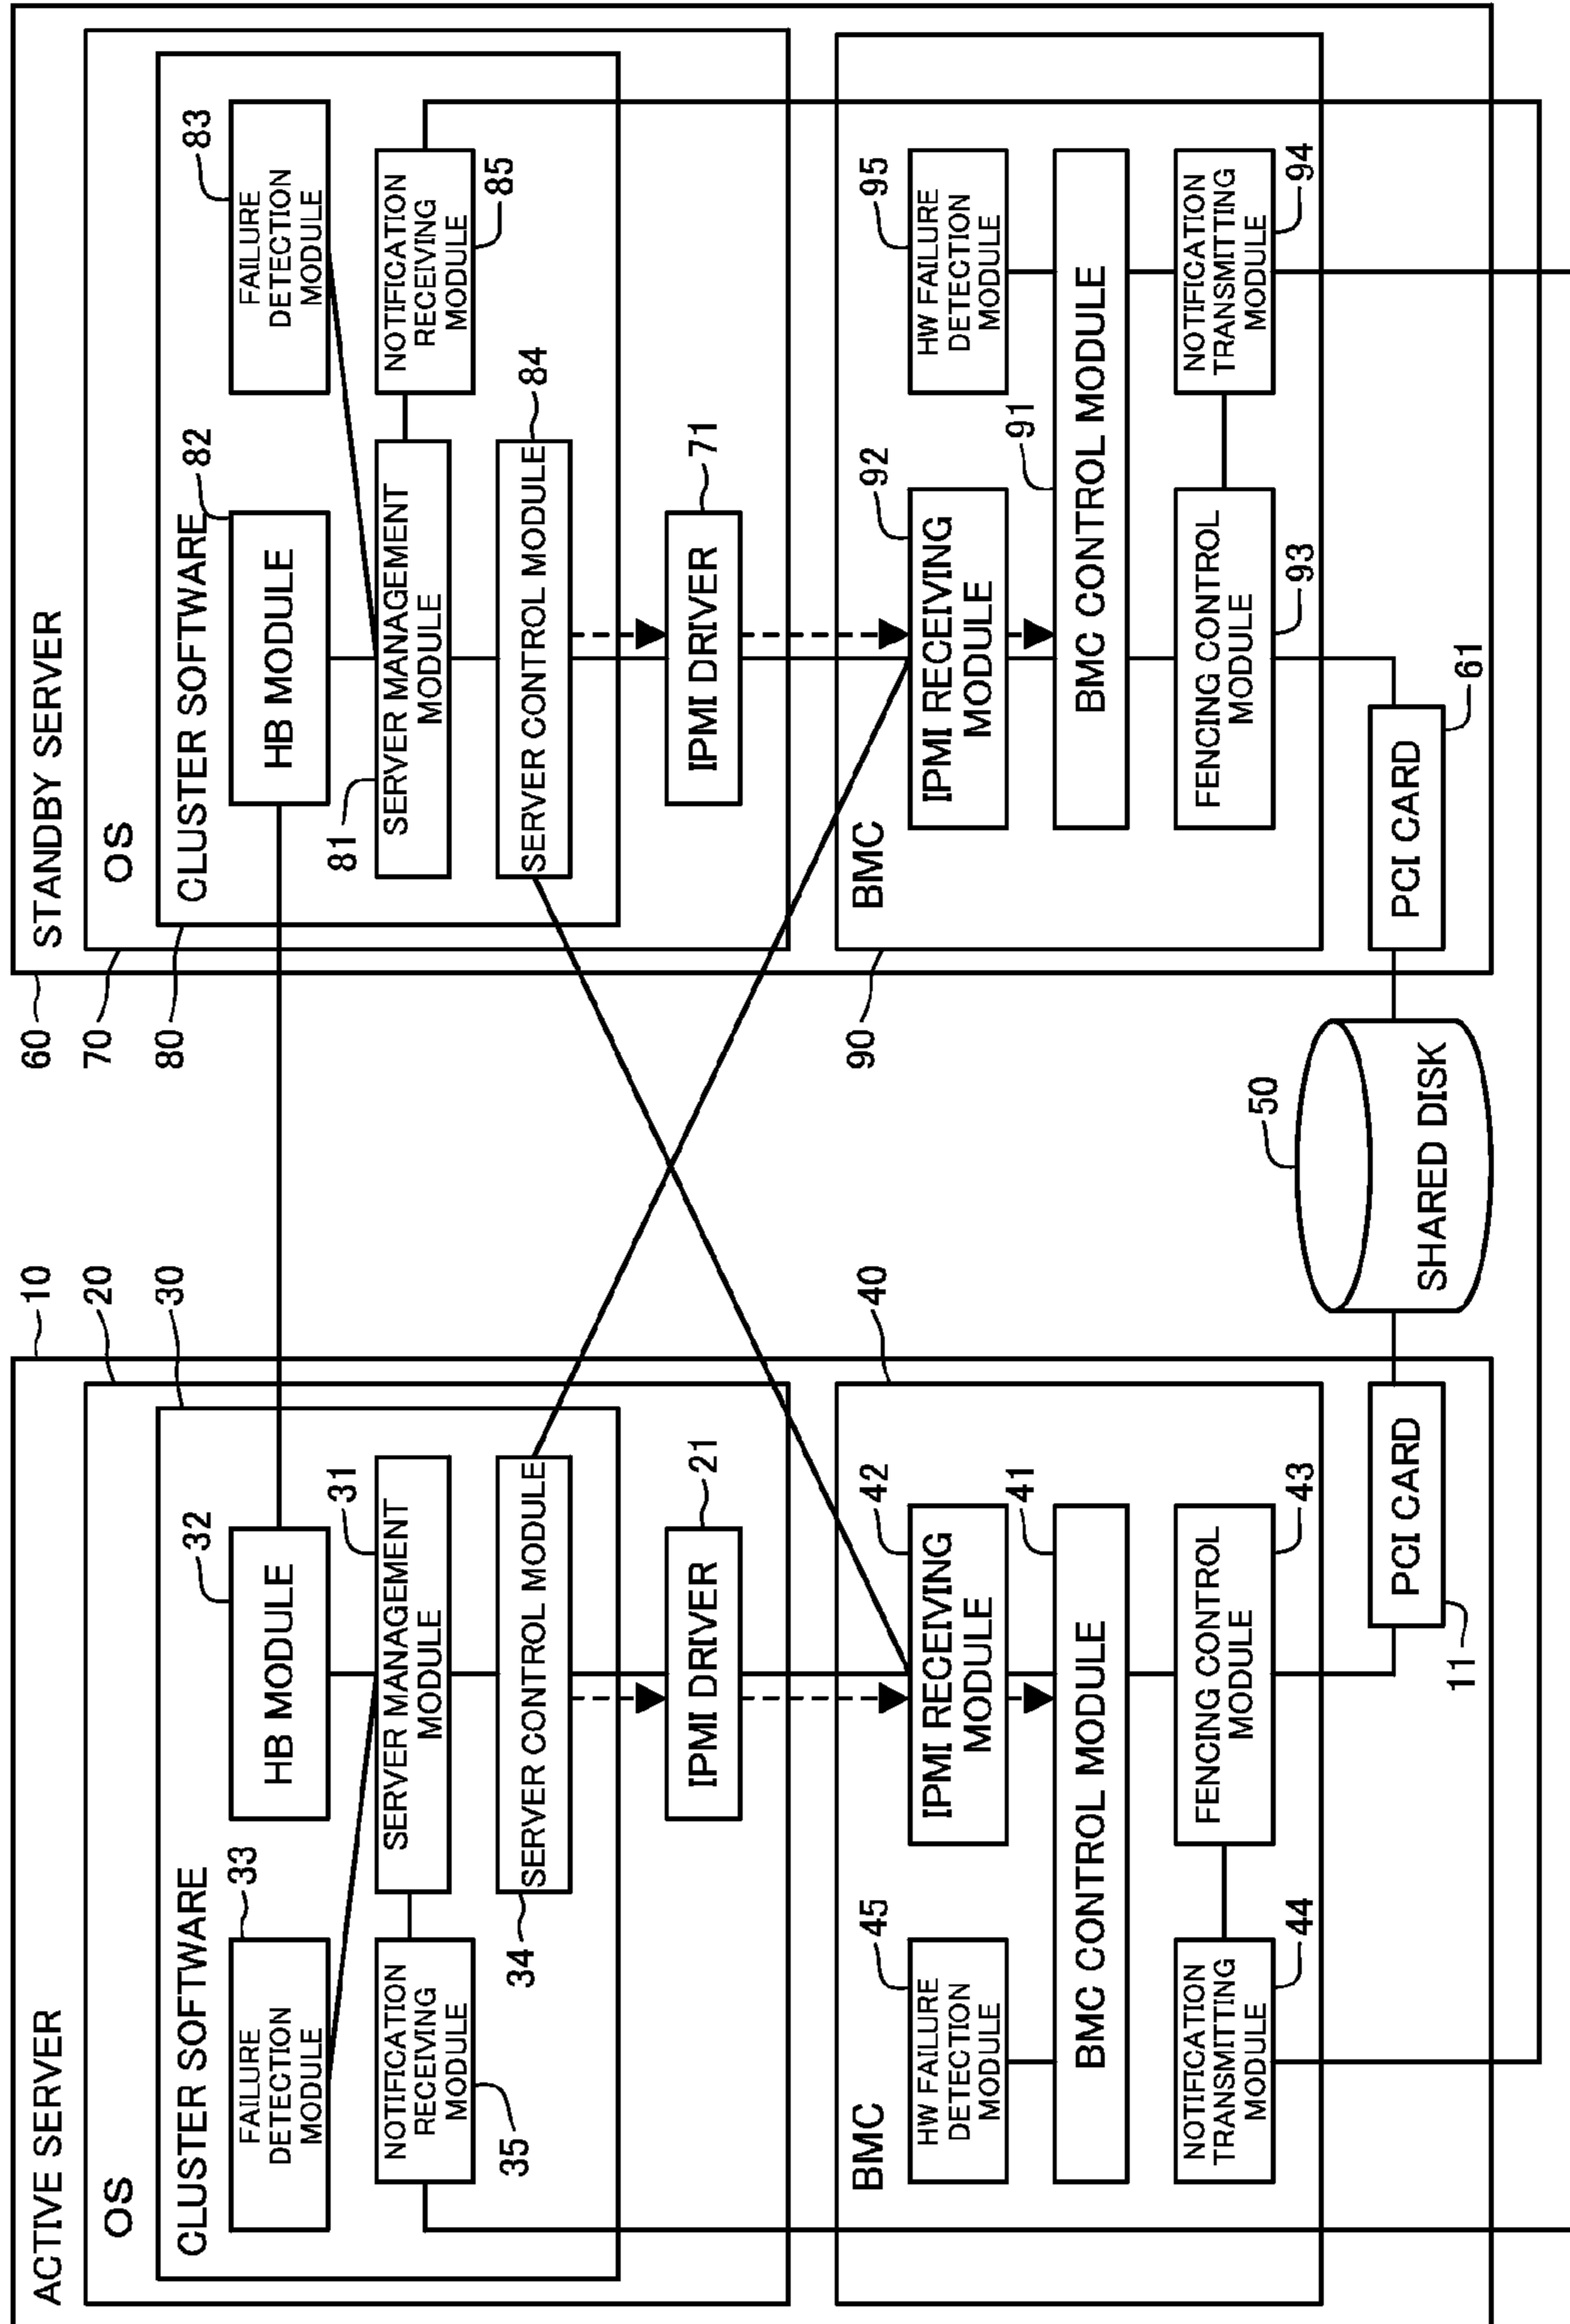 ACTIVE SERVER
10
OS
20
CLUSTER SOFTWARE
30
FAILURE
DETECTION
MODULE
33
HB MODULE
32
NOTIFICATION
RECEIVING
MODULE
35
SERVER MANAGEMENT
MODULE
31
SERVER CONTROL MODULE
34
IPMI DRIVER
21
BMC
40
HW FAILURE
DETECTION
MODULE
45
IPMI RECEIVING
MODULE
42
BMC CONTROL MODULE
41
NOTIFICATION
TRANSMITTING
MODULE
44
FENCING CONTROL
MODULE
43
PCI CARD
11
SHARED DISK
50
STANDBY SERVER
60
OS
70
CLUSTER SOFTWARE
80
HB MODULE
82
FAILURE
DETECTION
MODULE
83
SERVER MANAGEMENT
MODULE
81
NOTIFICATION
RECEIVING
MODULE
85
SERVER CONTROL MODULE
84
IPMI DRIVER
71
BMC
90
IPMI RECEIVING
MODULE
92
HW FAILURE
DETECTION
MODULE
95
BMC CONTROL MODULE
91
FENCING CONTROL
MODULE
93
NOTIFICATION
TRANSMITTING
MODULE
94
PCI CARD
61